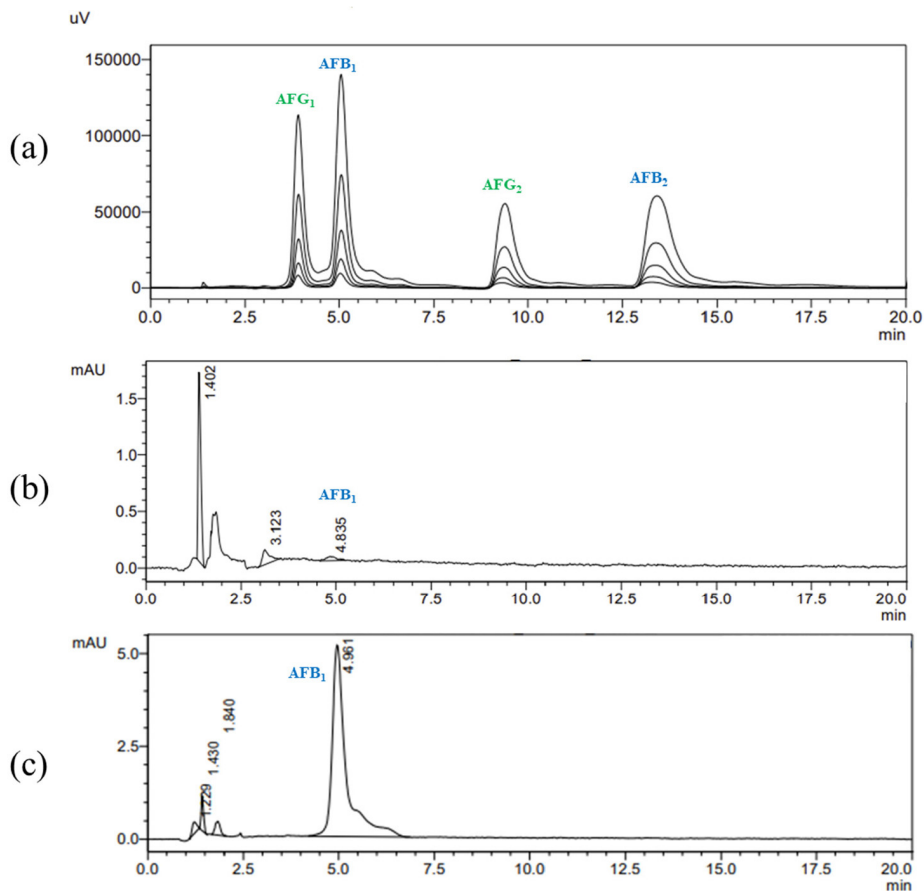 uV
(a)
150000
100000
50000
0
AFG₁
AFB₁
AFG₂
AFB₂
0.0 2.5 5.0 7.5 10.0 12.5 15.0 17.5 20.0
min
(b)
mAU
1.5
1.0
0.5
0.0
1.402
3.123
AFB₁
4.835
0.0 2.5 5.0 7.5 10.0 12.5 15.0 17.5 20.0
min
(c)
mAU
5.0
2.5
0.0
1.229
1.430
1.840
AFB₁
4.961
0.0 2.5 5.0 7.5 10.0 12.5 15.0 17.5 20.0
min